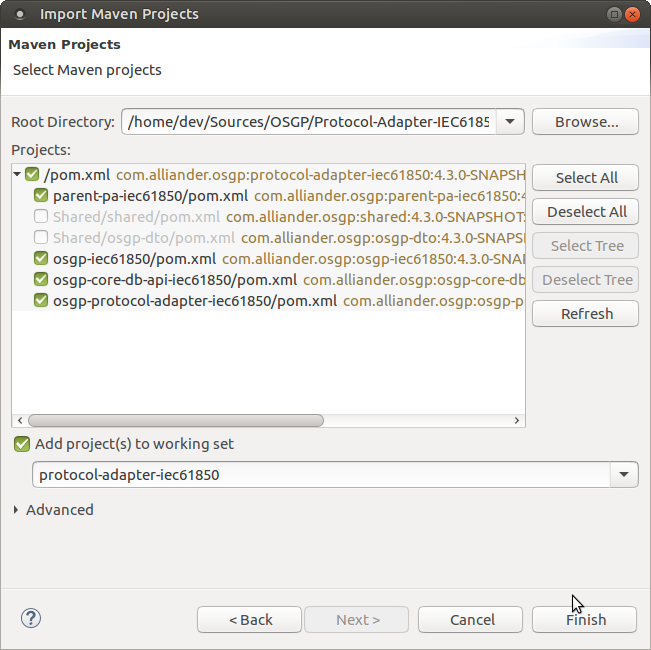 Import Maven Projects
Maven Projects
Select Maven projects
Root Directory: /home/dev/Sources/OSGP/Protocol-Adapter-IEC6185 Browse...
Projects:
/pom.xml com.alliander.osgp:protocol-adapter-iec61850:4.3.0-SNAPSH Select All
parent-pa-iec61850/pom.xml com.alliander.osgp:parent-pa-iec61850:4
Shared/shared/pom.xml com.alliander.osgp:shared:4.3.0-SNAPSHOT: Deselect All
Shared/osgp-dto/pom.xml com.alliander.osgp:osgp-dto:4.3.0-SNAPS Select Tree
osgp-iec61850/pom.xml com.alliander.osgp:osgp-iec61850:4.3.0-SN
osgp-core-db-api-iec61850/pom.xml com.alliander.osgp:osgp-core-db Deselect Tree
osgp-protocol-adapter-iec61850/pom.xml com.alliander.osgp:osgp-p
Refresh
Add project(s) to working set
protocol-adapter-iec61850
Advanced
? < Back Next > Cancel Finish